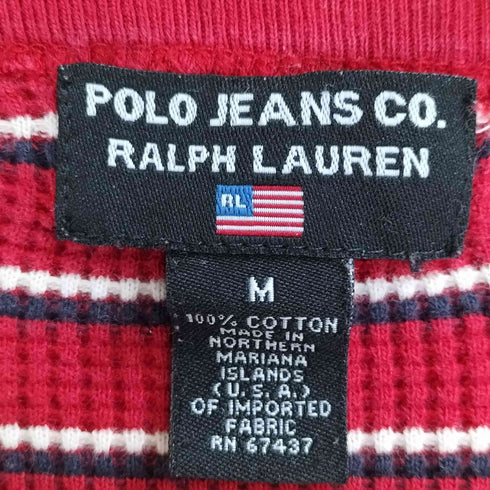 POLO JEANS CO.
RALPH LAUREN
RL
M
100% COTTON
MADE IN
NORTHERN
MARIANA
ISLANDS
(U.S.A.)
OF IMPORTED
FABRIC
RN 67437